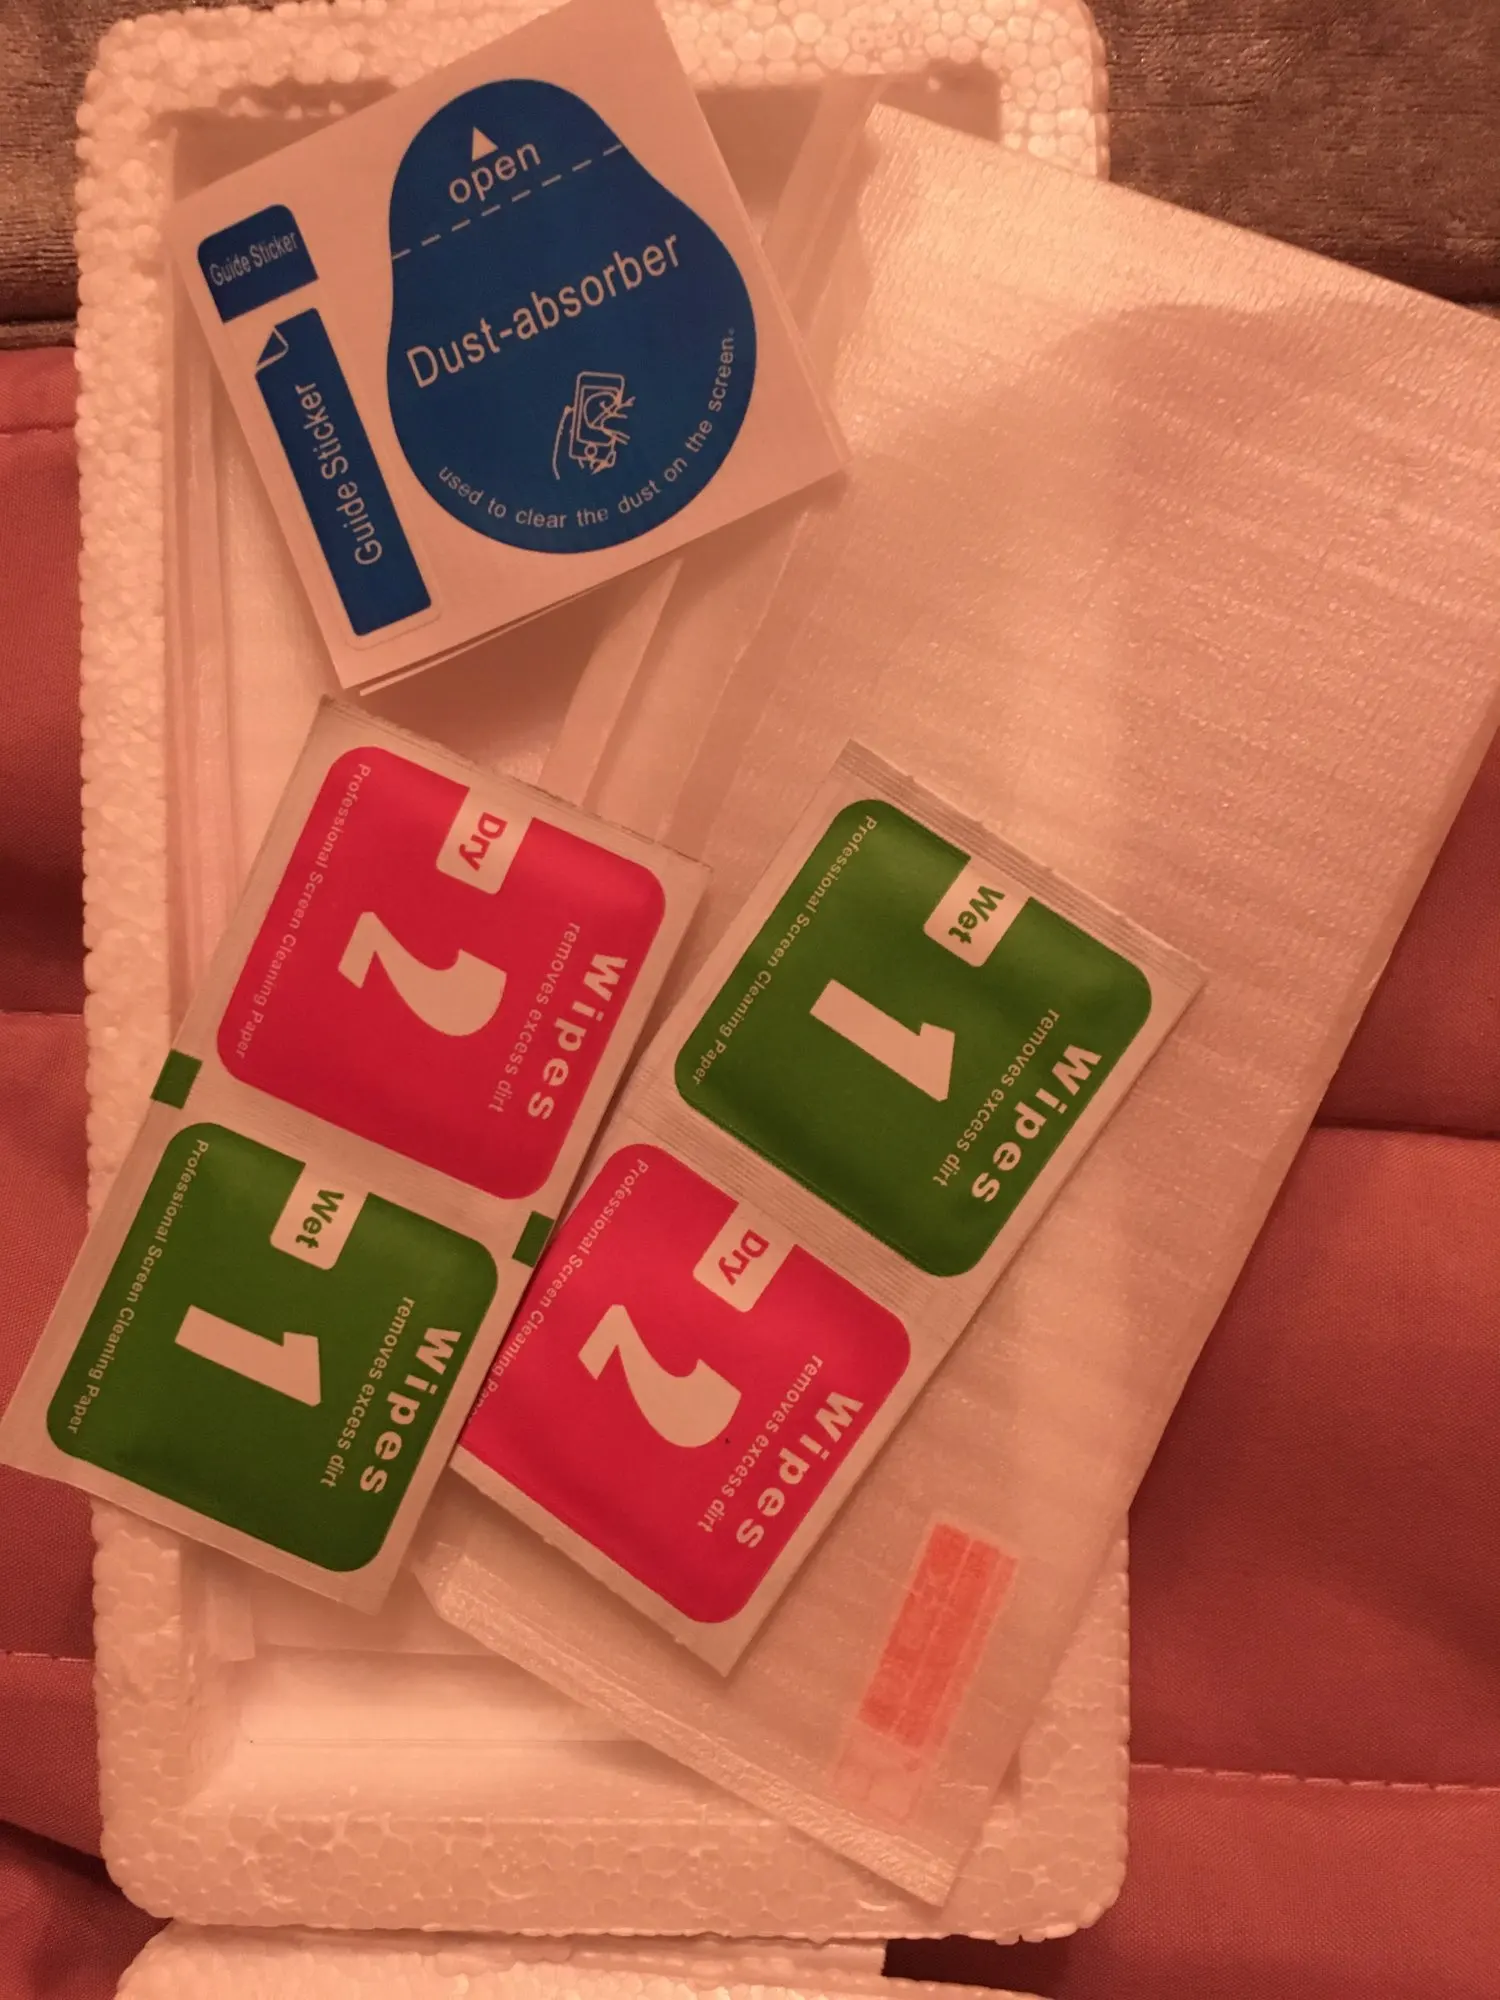 open
Dust-absorber
used to clear the dust on the screen.
Guide Sticker
Guide Sticker
Wipes
removes excess dirt
2
Dry
Professional Screen Cleaning Paper
Wipes
removes excess dirt
1
Wet
Professional Screen Cleaning Paper
Wipes
removes excess dirt
1
Wet
Professional Screen Cleaning Paper
Wipes
removes excess dirt
2
Dry
Professional Screen Cleaning Paper